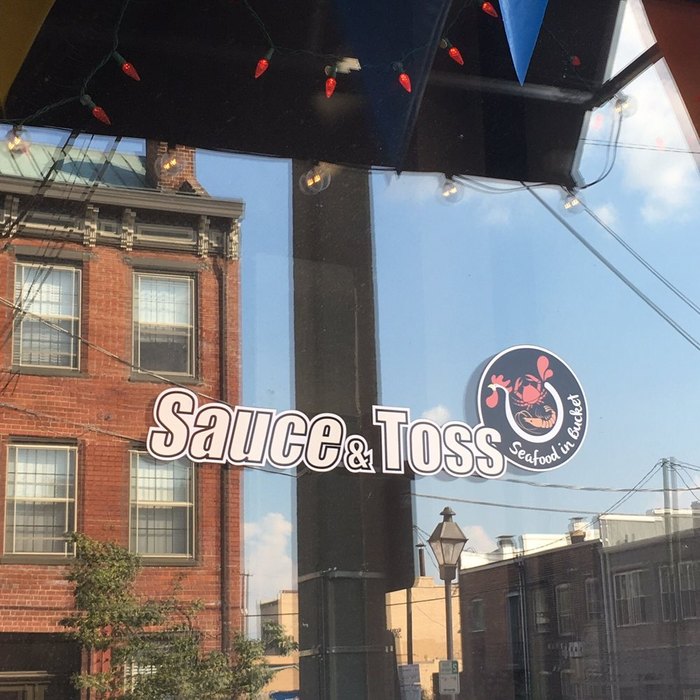 Sauce & Toss
Seafood in Bucket